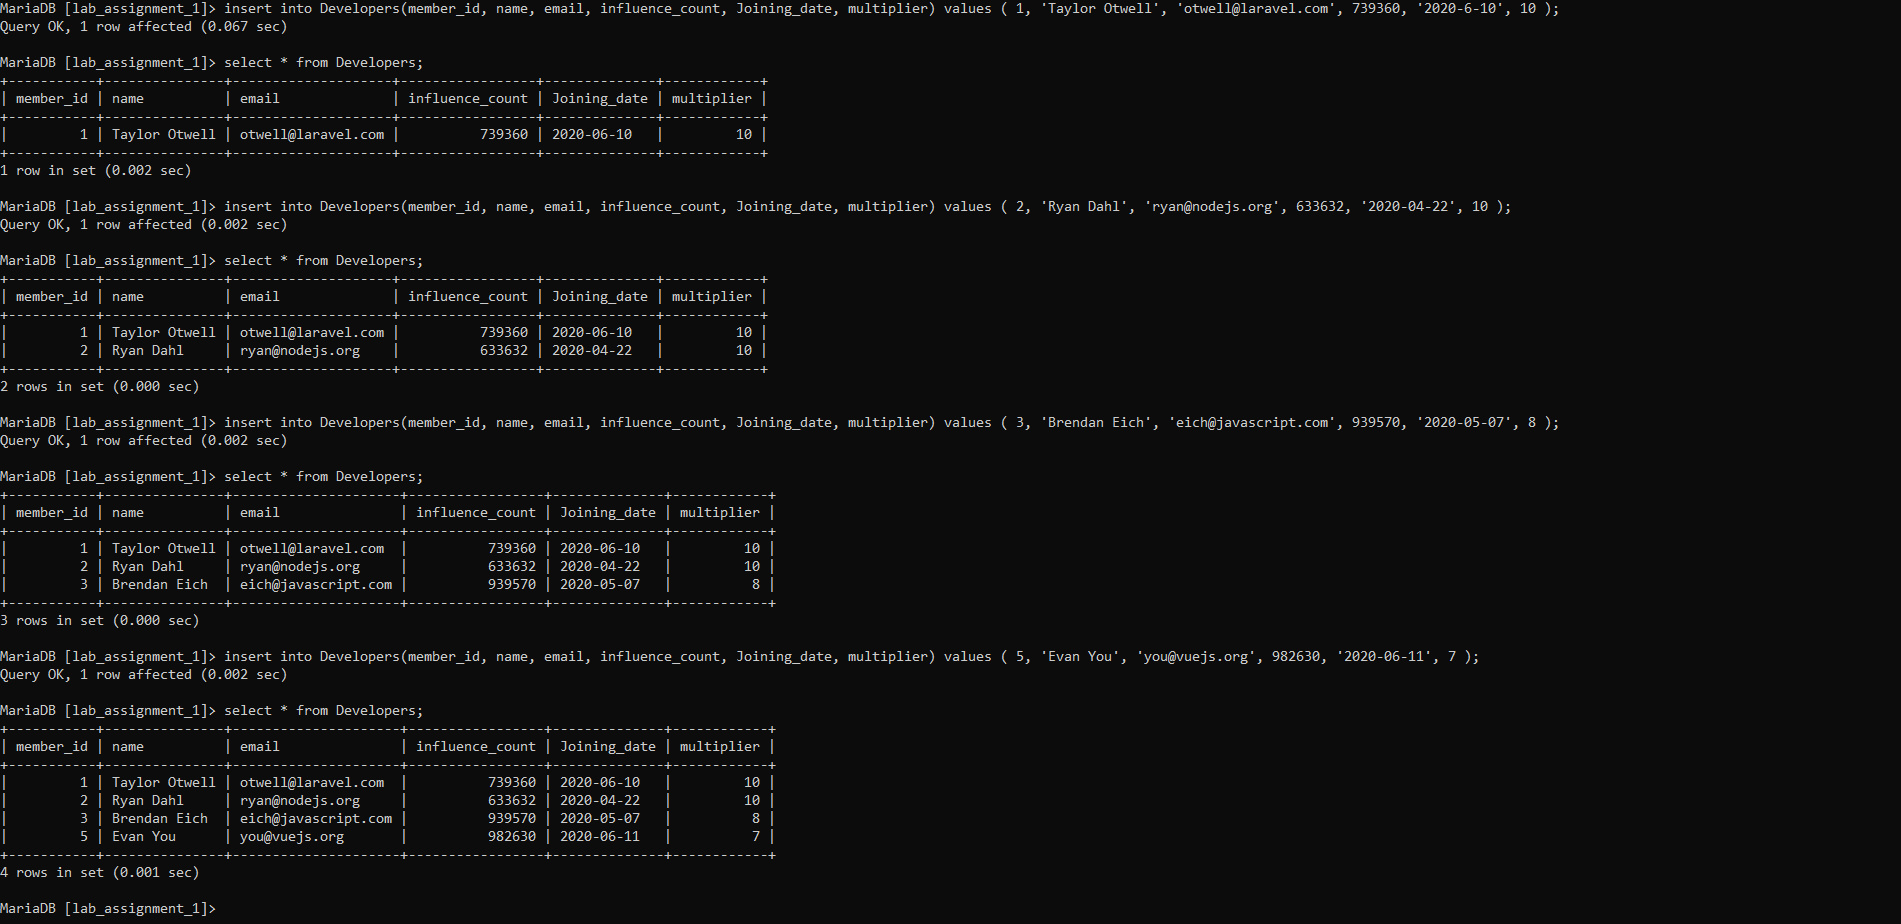 MariaDB [lab_assignment_1]> insert into Developers(member_id, name, email, influence_count, Joining_date, multiplier) values ( 1, 'Taylor Otwell', 'otwell@laravel.com', 739360, '2020-6-10', 10 );
Query OK, 1 row affected (0.067 sec)

MariaDB [lab_assignment_1]> select * from Developers;
+-----------+---------------+--------------------+-----------------+--------------+------------+
| member_id | name          | email              | influence_count | Joining_date | multiplier |
+-----------+---------------+--------------------+-----------------+--------------+------------+
|         1 | Taylor Otwell | otwell@laravel.com |          739360 | 2020-06-10   |         10 |
+-----------+---------------+--------------------+-----------------+--------------+------------+
1 row in set (0.002 sec)

MariaDB [lab_assignment_1]> insert into Developers(member_id, name, email, influence_count, Joining_date, multiplier) values ( 2, 'Ryan Dahl', 'ryan@nodejs.org', 633632, '2020-04-22', 10 );
Query OK, 1 row affected (0.002 sec)

MariaDB [lab_assignment_1]> select * from Developers;
+-----------+---------------+--------------------+-----------------+--------------+------------+
| member_id | name          | email              | influence_count | Joining_date | multiplier |
+-----------+---------------+--------------------+-----------------+--------------+------------+
|         1 | Taylor Otwell | otwell@laravel.com |          739360 | 2020-06-10   |         10 |
|         2 | Ryan Dahl     | ryan@nodejs.org    |          633632 | 2020-04-22   |         10 |
+-----------+---------------+--------------------+-----------------+--------------+------------+
2 rows in set (0.000 sec)

MariaDB [lab_assignment_1]> insert into Developers(member_id, name, email, influence_count, Joining_date, multiplier) values ( 3, 'Brendan Eich', 'eich@javascript.com', 939570, '2020-05-07', 8 );
Query OK, 1 row affected (0.002 sec)

MariaDB [lab_assignment_1]> select * from Developers;
+-----------+---------------+---------------------+-----------------+--------------+------------+
| member_id | name          | email               | influence_count | Joining_date | multiplier |
+-----------+---------------+---------------------+-----------------+--------------+------------+
|         1 | Taylor Otwell | otwell@laravel.com  |          739360 | 2020-06-10   |         10 |
|         2 | Ryan Dahl     | ryan@nodejs.org     |          633632 | 2020-04-22   |         10 |
|         3 | Brendan Eich  | eich@javascript.com |          939570 | 2020-05-07   |          8 |
+-----------+---------------+---------------------+-----------------+--------------+------------+
3 rows in set (0.000 sec)

MariaDB [lab_assignment_1]> insert into Developers(member_id, name, email, influence_count, Joining_date, multiplier) values ( 5, 'Evan You', 'you@vuejs.org', 982630, '2020-06-11', 7 );
Query OK, 1 row affected (0.002 sec)

MariaDB [lab_assignment_1]> select * from Developers;
+-----------+---------------+---------------------+-----------------+--------------+------------+
| member_id | name          | email               | influence_count | Joining_date | multiplier |
+-----------+---------------+---------------------+-----------------+--------------+------------+
|         1 | Taylor Otwell | otwell@laravel.com  |          739360 | 2020-06-10   |         10 |
|         2 | Ryan Dahl     | ryan@nodejs.org     |          633632 | 2020-04-22   |         10 |
|         3 | Brendan Eich  | eich@javascript.com |          939570 | 2020-05-07   |          8 |
|         5 | Evan You      | you@vuejs.org       |          982630 | 2020-06-11   |          7 |
+-----------+---------------+---------------------+-----------------+--------------+------------+
4 rows in set (0.001 sec)

MariaDB [lab_assignment_1]>